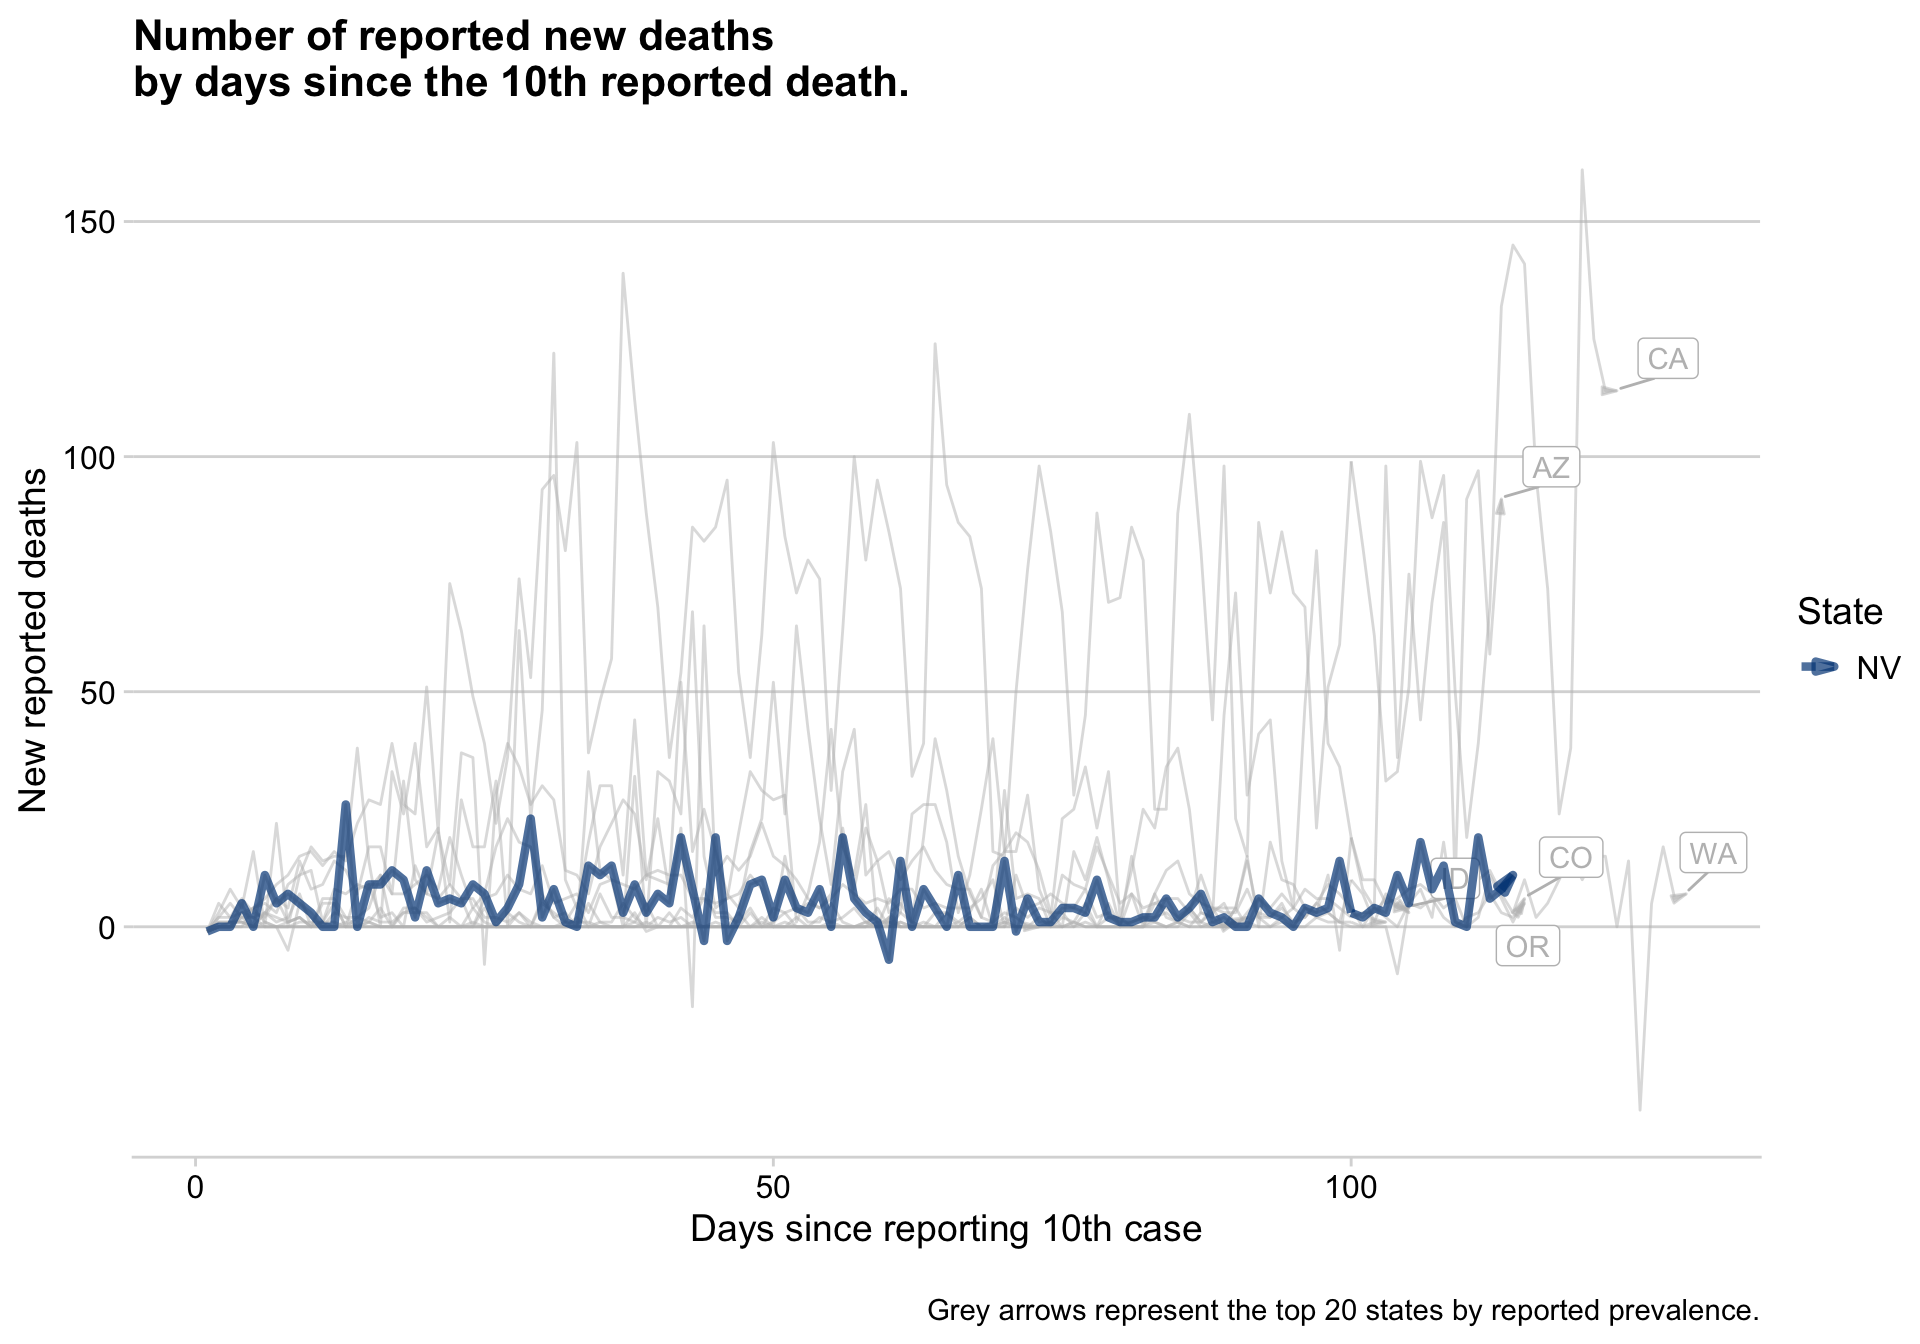 Number of reported new deaths
by days since the 10th reported death.
150
100
50
0
New reported deaths
CA
AZ
CO
WA
OR
State
NV
0
50
100
Days since reporting 10th case
Grey arrows represent the top 20 states by reported prevalence.